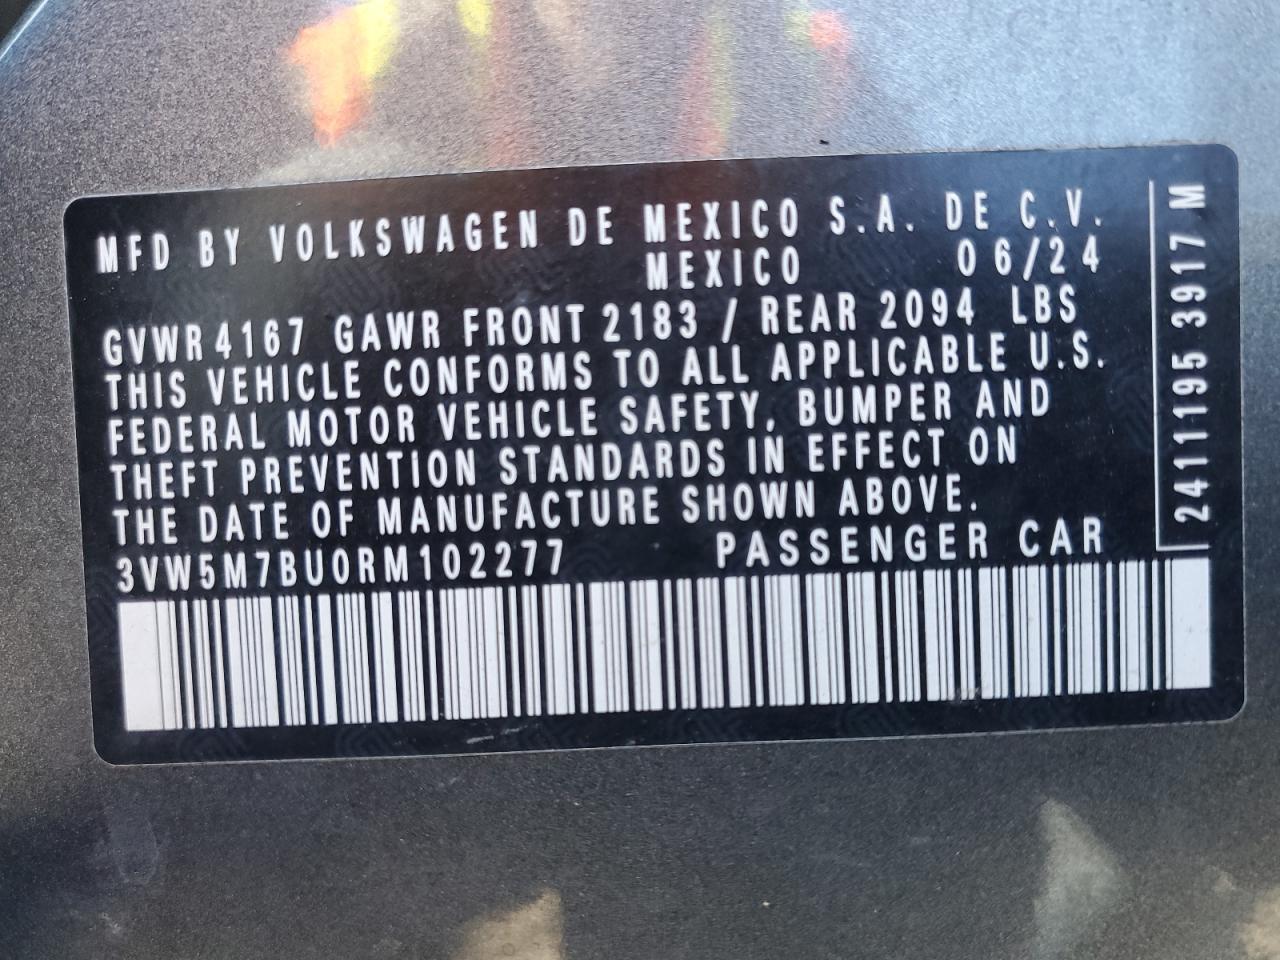 MFD BY VOLKSWAGEN DE MEXICO S.A. DE C.V.
MEXICO 06/24
GVWR 4167 GAWR FRONT 2183 / REAR 2094 LBS
THIS VEHICLE CONFORMS TO ALL APPLICABLE U.S.
FEDERAL MOTOR VEHICLE SAFETY, BUMPER AND
THEFT PREVENTION STANDARDS IN EFFECT ON
THE DATE OF MANUFACTURE SHOWN ABOVE.
3VW5M7BU0RM102277 PASSENGER CAR
2411195 3917 M